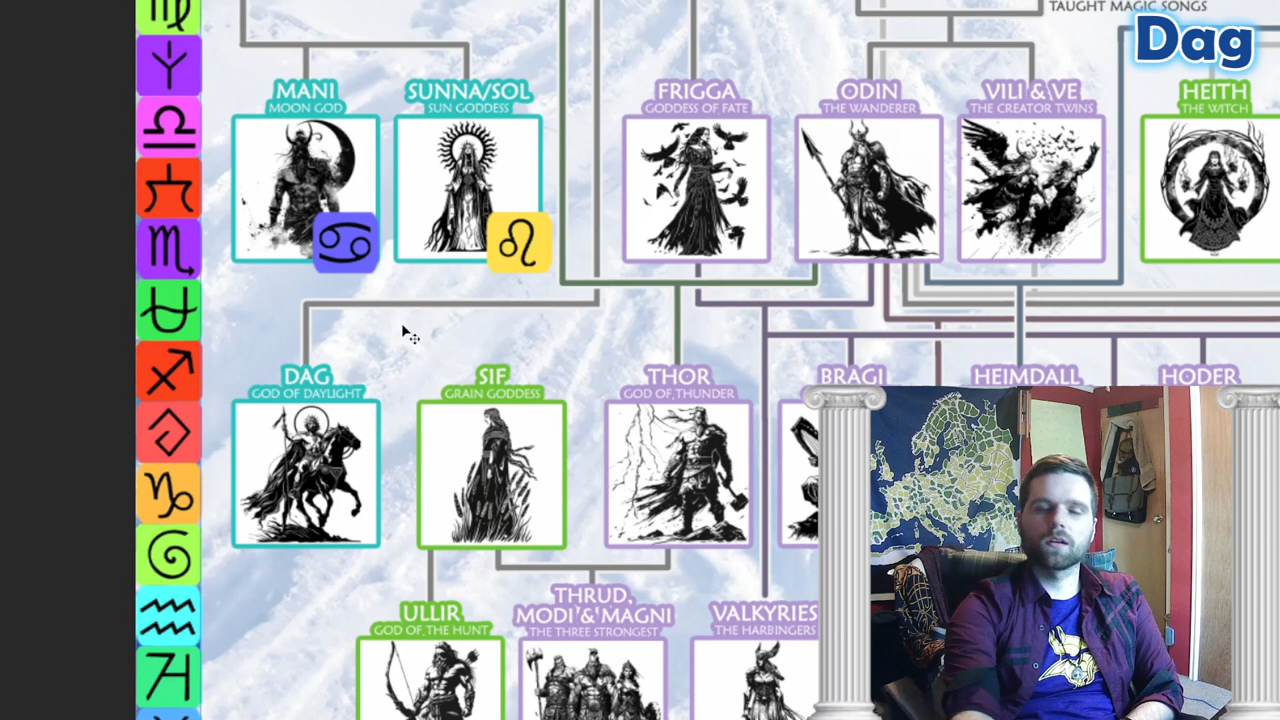 TAUGHT MAGIC SONGS
Dag
MANI
MOON GOD
SUNNA/SOL
SUN GODDESS
FRIGGA
GODDESS OF FATE
ODIN
THE WANDERER
VILI & VE
THE CREATOR TWINS
HEITH
THE WITCH
DAG
GOD OF DAYLIGHT
SIF
GRAIN GODDESS
THOR
GOD OF THUNDER
BRAGI
HEIMDALL
HODER
ULLIR
GOD OF THE HUNT
THRUD,
MODI & MAGNI
THE THREE STRONGEST
VALKYRIES
THE HARBINGERS